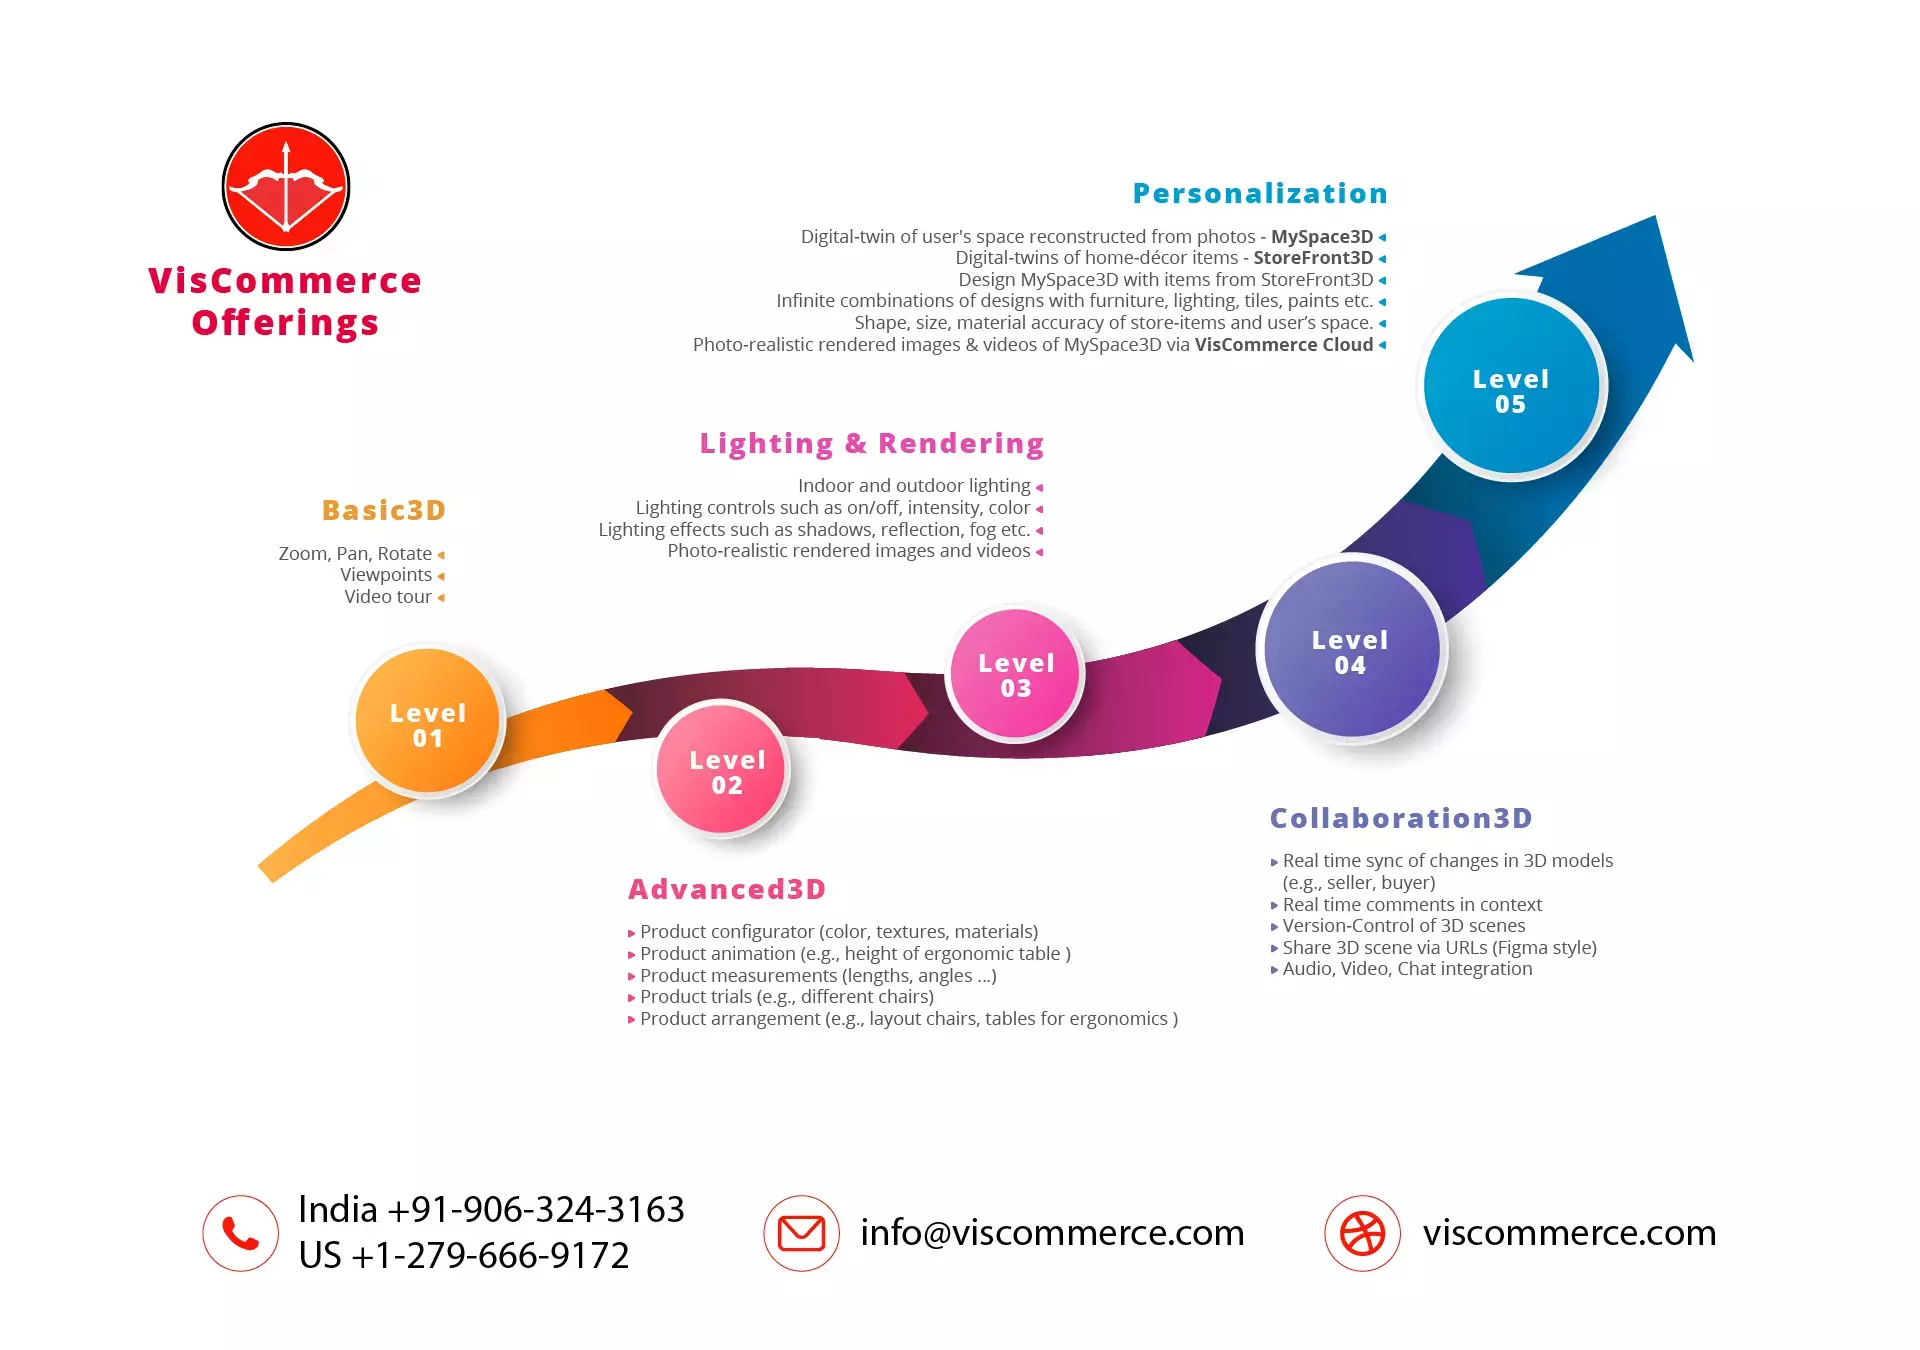 VisCommerce
Offerings
Personalization
Digital-twin of user's space reconstructed from photos - MySpace3D
Digital-twins of home-décor items - StoreFront3D
Design MySpace3D with items from StoreFront3D
Infinite combinations of designs with furniture, lighting, tiles, paints etc.
Shape, size, material accuracy of store-items and user’s space.
Photo-realistic rendered images & videos of MySpace3D via VisCommerce Cloud
Level
05
Lighting & Rendering
Indoor and outdoor lighting
Lighting controls such as on/off, intensity, color
Lighting effects such as shadows, reflection, fog etc.
Photo-realistic rendered images and videos
Basic3D
Zoom, Pan, Rotate
Viewpoints
Video tour
Level
01
Level
02
Level
03
Level
04
Advanced3D
Product configurator (color, textures, materials)
Product animation (e.g., height of ergonomic table )
Product measurements (lengths, angles ...)
Product trials (e.g., different chairs)
Product arrangement (e.g., layout chairs, tables for ergonomics )
Collaboration3D
Real time sync of changes in 3D models
(e.g., seller, buyer)
Real time comments in context
Version-Control of 3D scenes
Share 3D scene via URLs (Figma style)
Audio, Video, Chat integration
India +91-906-324-3163
US +1-279-666-9172
info@viscommerce.com
viscommerce.com